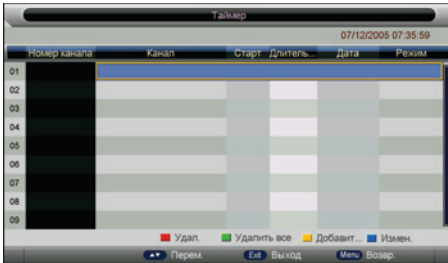 Таймер
07/12/2005 07:35:59
Номер канала Канал Старт Длитель... Дата Режим
01
02
03
04
05
06
07
08
09
Удал. Удалить все Добавит... Измен.
Перем. Exit Выход Menu Возвр.